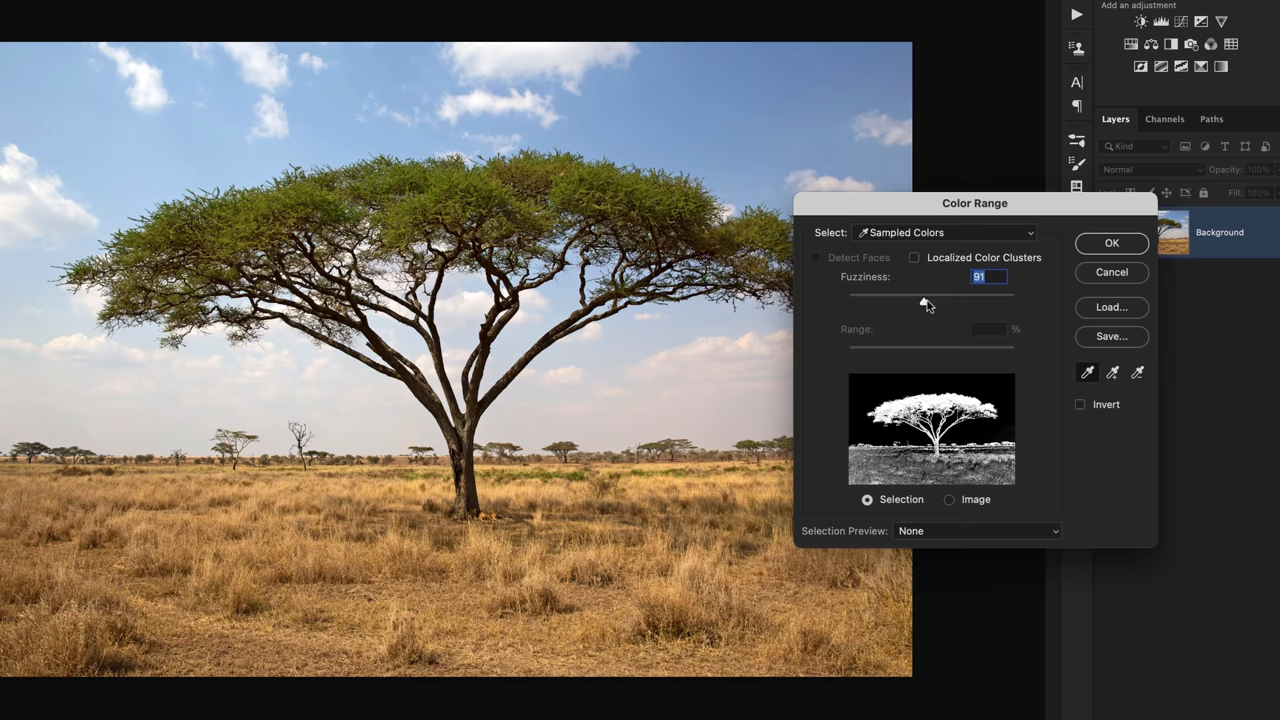 Add an adjustment
A
Layers
Channels
Paths
Kind
Normal
Opacity:
100%
Fill:
100%
Background
Color Range
Select:
Sampled Colors
Detect Faces
Localized Color Clusters
Fuzziness:
91
Range:
%
Selection
Image
Selection Preview:
None
OK
Cancel
Load...
Save...
Invert